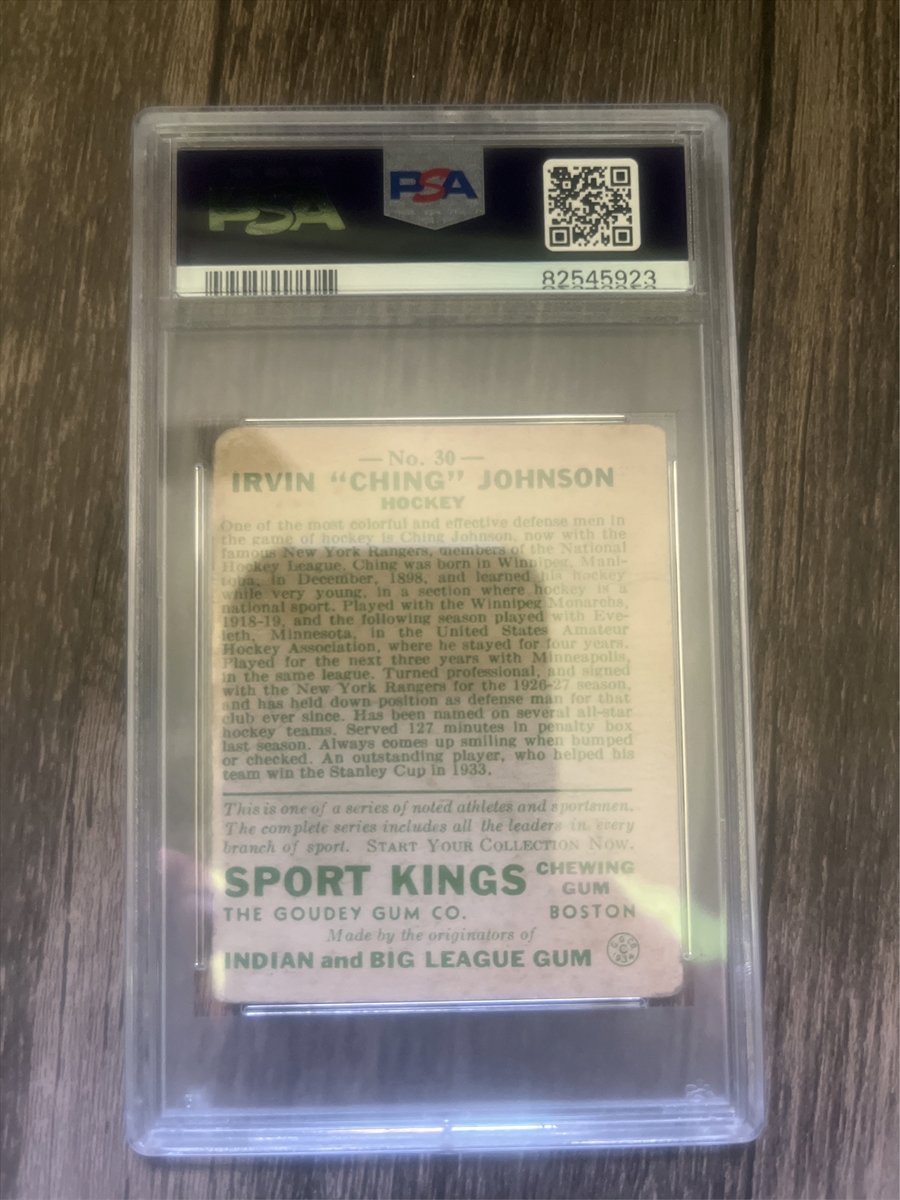 PSA
PSA
82545923
— No. 30 —
IRVIN "CHING" JOHNSON
HOCKEY
One of the most colorful and effective defense men in
the game of hockey is Ching Johnson, now with the
famous New York Rangers, members of the National
Hockey League. Ching was born in Winnipeg, Mani-
toba, in December, 1898, and learned his hockey
while very young, in a section where hockey is a
national sport. Played with the Winnipeg Monarchs,
1918-19, and the following season played with Eve-
leth, Minnesota, in the United States Amateur
Hockey Association, where he stayed for four years.
Played for the next three years with Minneapolis,
in the same league. Turned professional, and signed
with the New York Rangers for the 1926-27 season,
and has held down position as defense man for that
club ever since. Has been named on several all-star
hockey teams. Served 127 minutes in penalty box
last season. Always comes up smiling when bumped
or checked. An outstanding player, who helped his
team win the Stanley Cup in 1933.
This is one of a series of noted athletes and sportsmen.
The complete series includes all the leaders in every
branch of sport. START YOUR COLLECTION NOW.
SPORT KINGS CHEWING GUM
THE GOUDEY GUM CO. BOSTON
Made by the originators of
INDIAN and BIG LEAGUE GUM